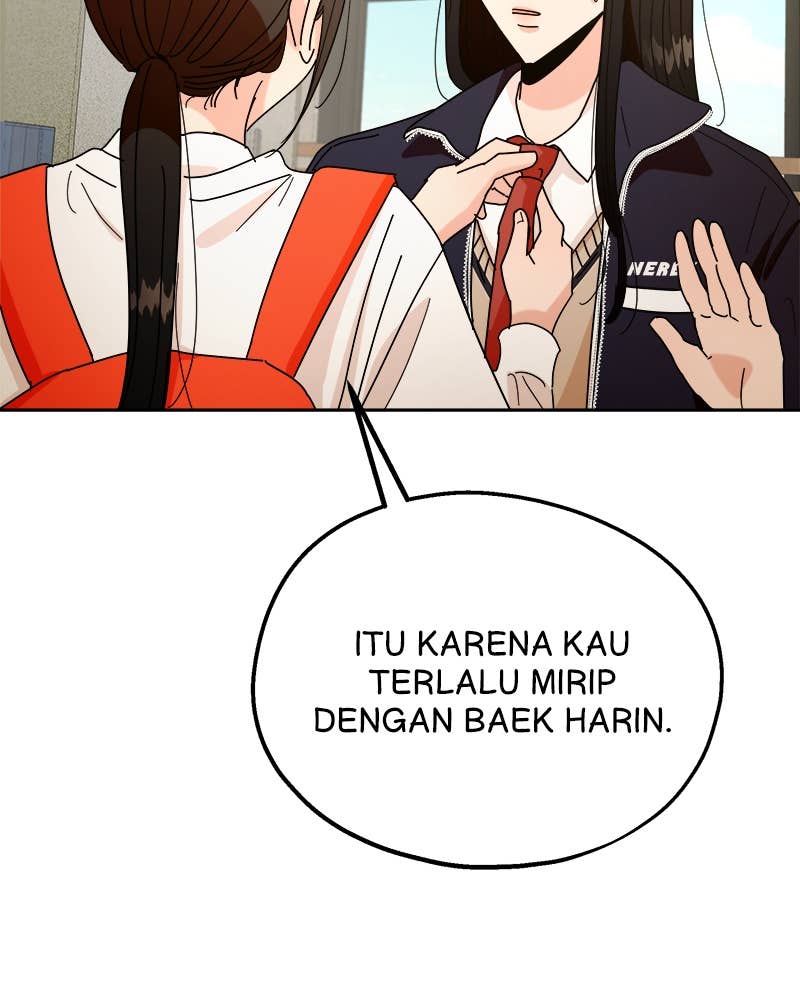 NERE
ITU KARENA KAU
TERLALU MIRIP
DENGAN BAEK HARIN.